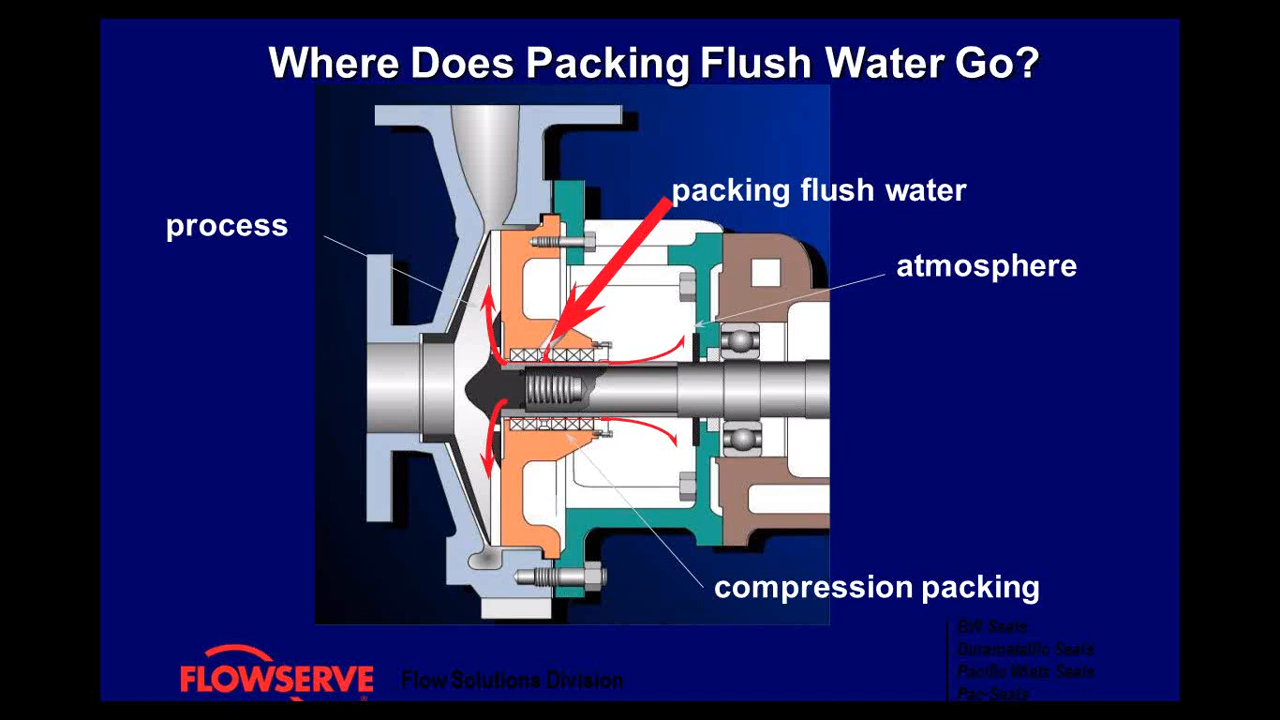 Where Does Packing Flush Water Go?
packing flush water
process
atmosphere
compression packing
BW Seals
Durametallic Seals
Pacific Wietz Seals
Pac-Seals
FLOWSERVE
Flow Solutions Division